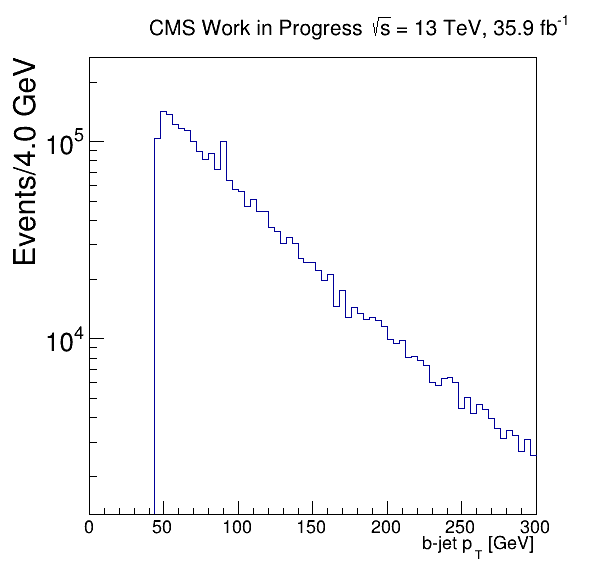 CMS Work in Progress √s = 13 TeV, 35.9 fb⁻¹
Events/4.0 GeV
10⁵
10⁴
0 50 100 150 200 250 300
b-jet p_T [GeV]